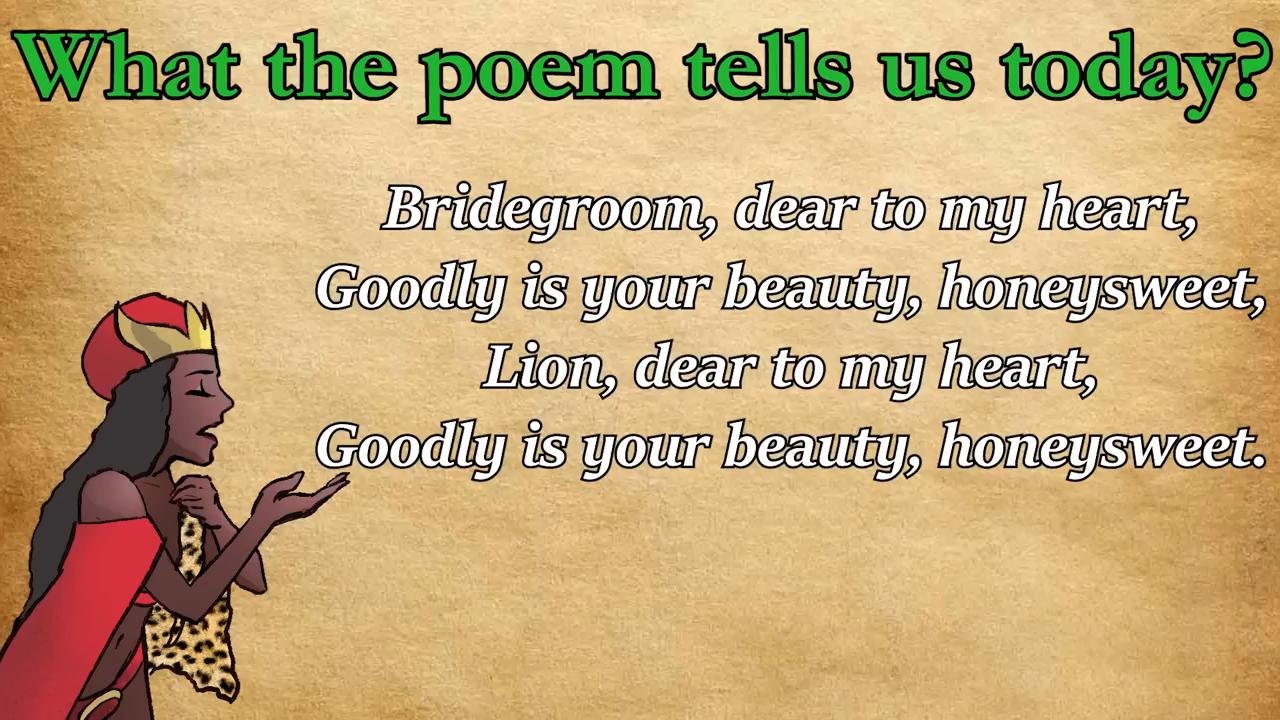 What the poem tells us today?
Bridegroom, dear to my heart,
Goodly is your beauty, honeysweet,
Lion, dear to my heart,
Goodly is your beauty, honeysweet.